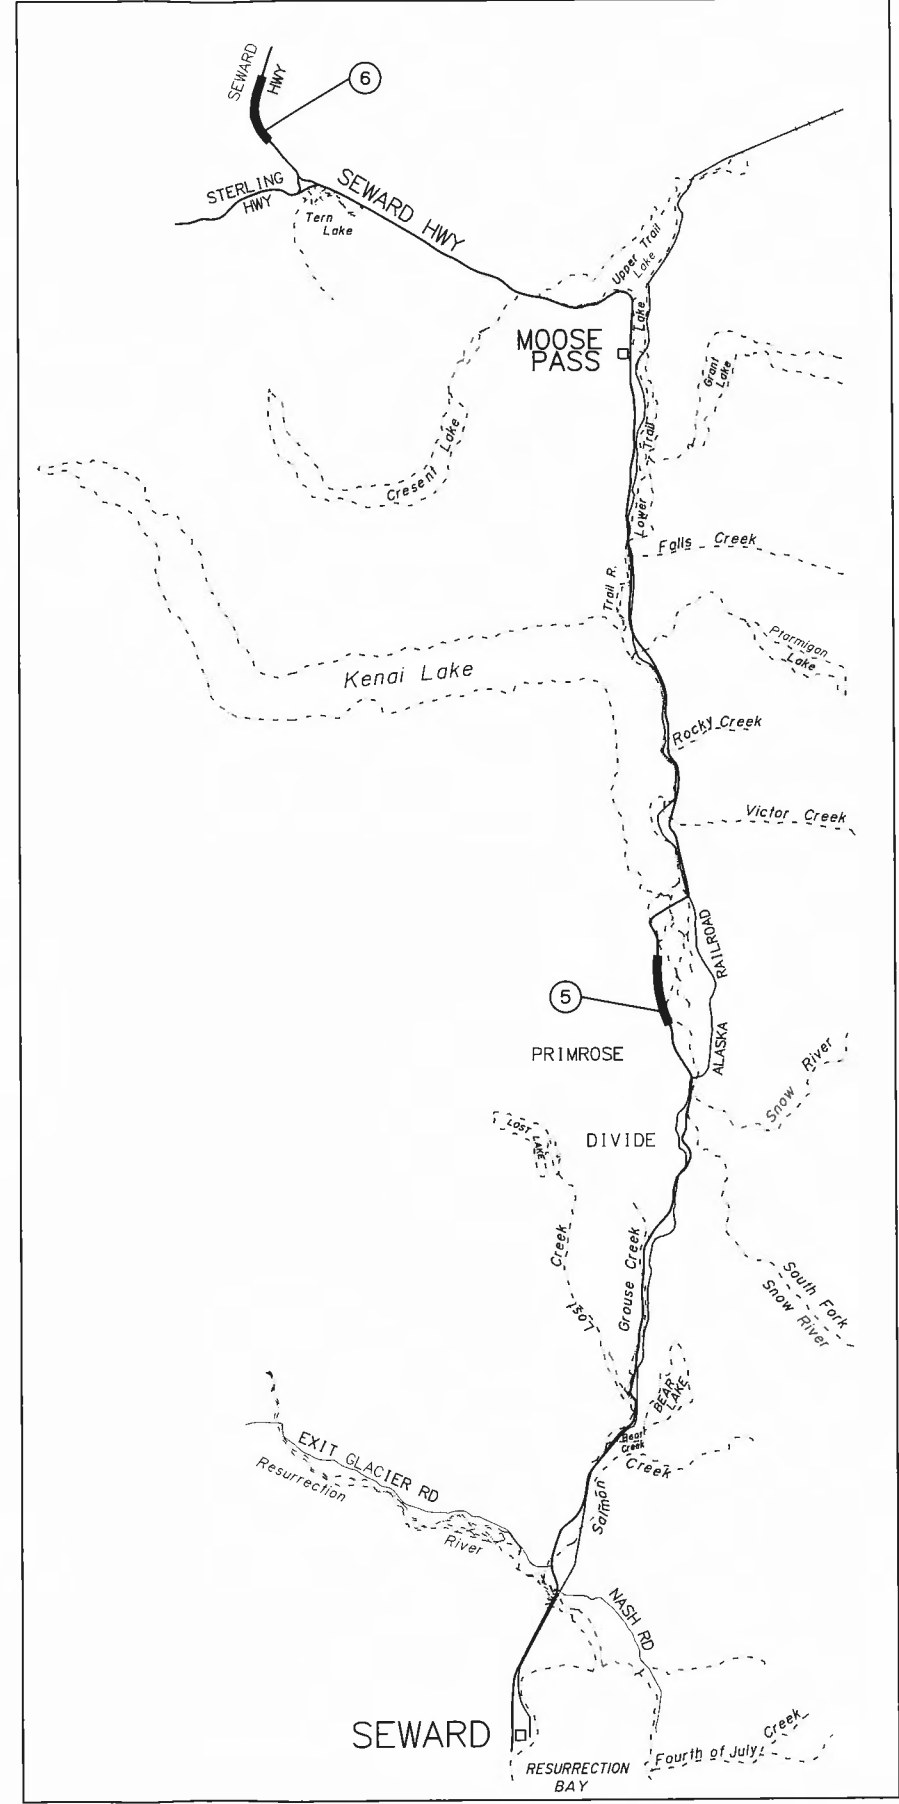 SEWARD
HWY
6
STERLING
HWY
SEWARD HWY
Tern
Lake
Upper Trail
Lake
MOOSE
PASS
Lower Trail Lake
Grant
Lake
Cresent Lake
Falls Creek
Trail R.
Ptarmigan
Lake
Kenai Lake
Rocky Creek
Victor Creek
ALASKA RAILROAD
5
PRIMROSE
DIVIDE
Snow River
LOST LAKE
Lost Creek
Grouse Creek
South Fork
Snow River
BEAR
LAKE
Bear
Creek
Salmon Creek
EXIT GLACIER RD
Resurrection River
NASH RD
SEWARD
RESURRECTION
BAY
Fourth of July Creek